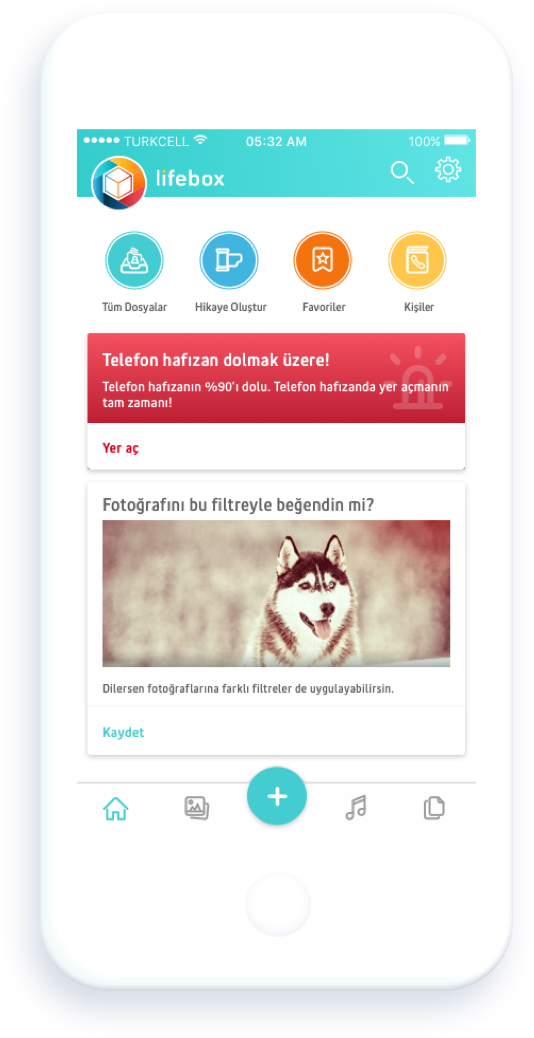 TURKCELL 05:32 AM 100%
lifebox
Tüm Dosyalar Hikaye Oluştur Favoriler Kişiler
Telefon hafızan dolmak üzere!
Telefon hafızanın %90'ı dolu. Telefon hafızanda yer açmanın
tam zamanı!
Yer aç
Fotoğrafını bu filtreyle beğendin mi?
Dilersen fotoğraflarına farklı filtreler de uygulayabilirsin.
Kaydet